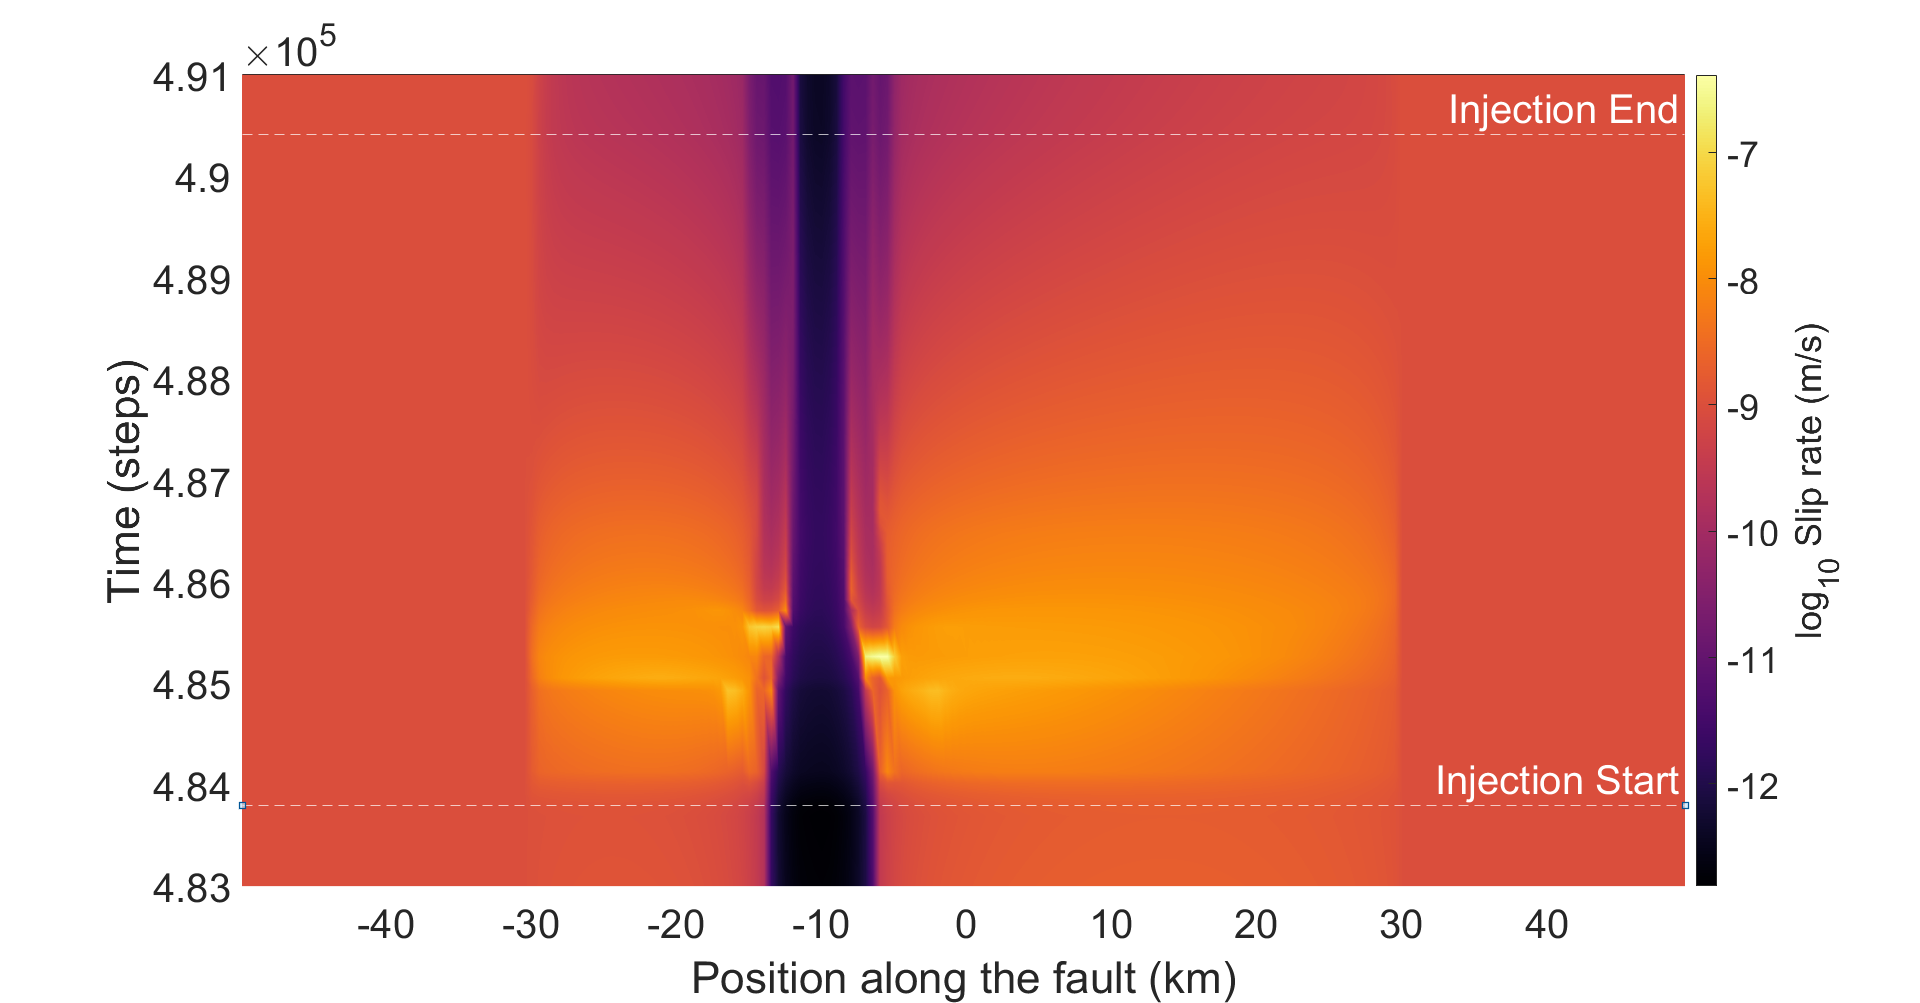 ×10^5
4.91
4.9
4.89
4.88
4.87
4.86
4.85
4.84
4.83
Time (steps)
Injection End
Injection Start
-40 -30 -20 -10 0 10 20 30 40
Position along the fault (km)
-7
-8
-9
-10
-11
-12
log10 Slip rate (m/s)